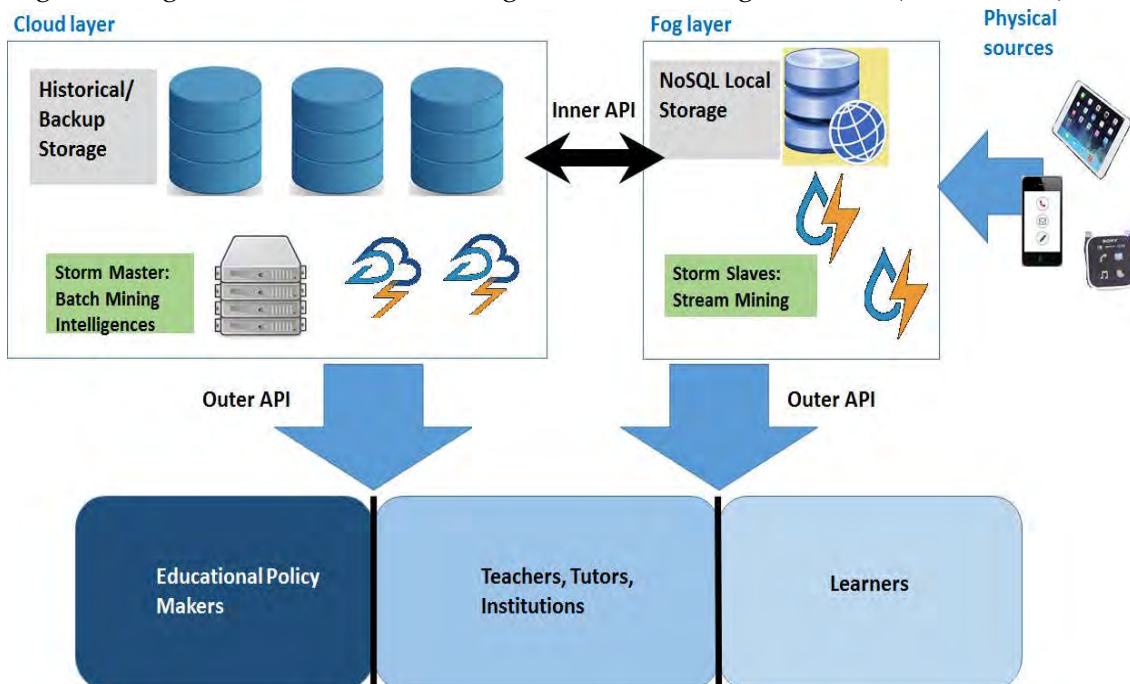 Cloud layer
Fog layer
Physical
sources
Historical/
Backup
Storage
Inner API
NoSQL Local
Storage
Storm Master:
Batch Mining
Intelligences
Storm Slaves:
Stream Mining
SONY
Outer API
Outer API
Educational Policy
Makers
Teachers, Tutors,
Institutions
Learners